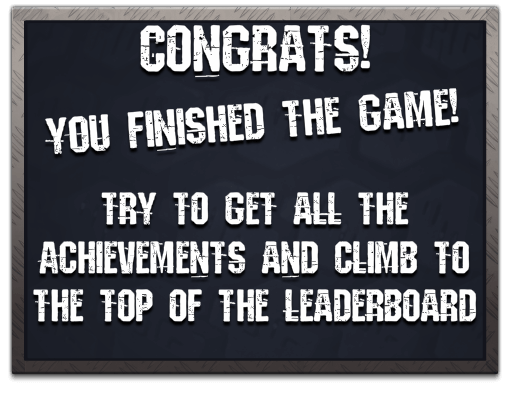 CONGRATS!
YOU FINISHED THE GAME!
TRY TO GET ALL THE
ACHIEVEMENTS AND CLIMB TO
THE TOP OF THE LEADERBOARD